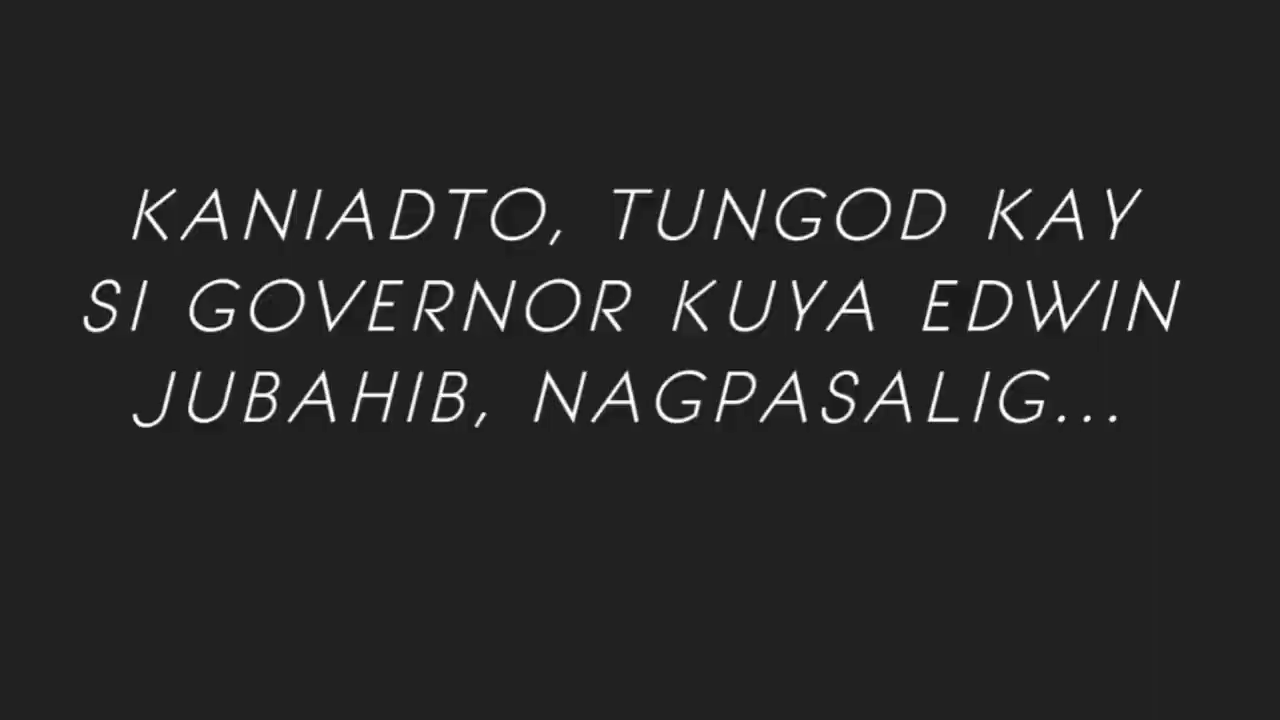 KANIADTO, TUNGOD KAY
SI GOVERNOR KUYA EDWIN
JUBAHIB, NAGPASALIG...